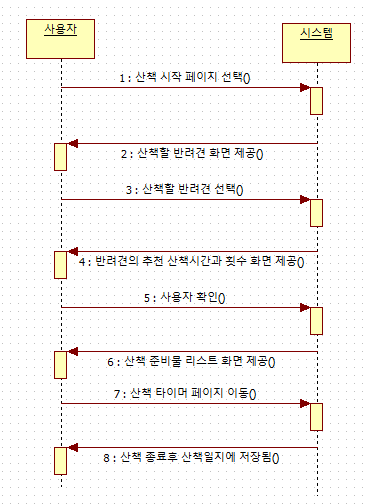 사용자
시스템
1 : 산책 시작 페이지 선택()
2 : 산책할 반려견 화면 제공()
3 : 산책할 반려견 선택()
4 : 반려견의 추천 산책시간과 횟수 화면 제공()
5 : 사용자 확인()
6 : 산책 준비물 리스트 화면 제공()
7 : 산책 타이머 페이지 이동()
8 : 산책 종료후 산책일지에 저장됨()